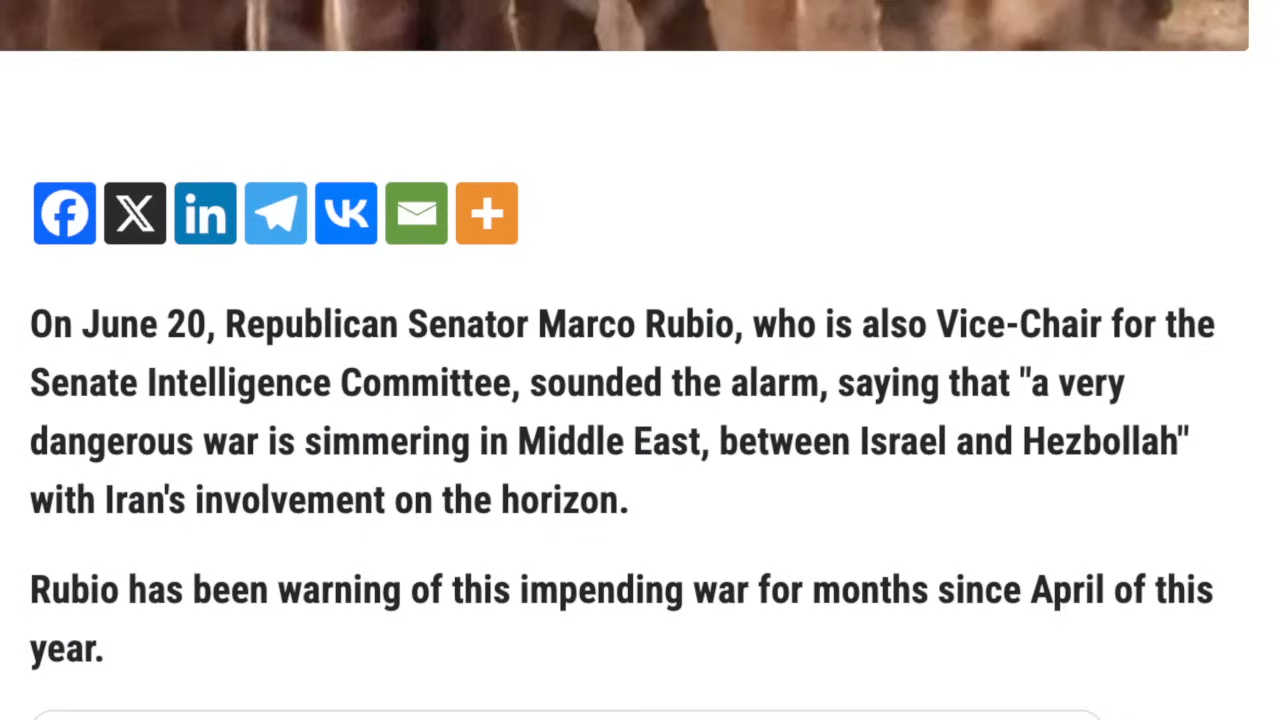 in
VK
On June 20, Republican Senator Marco Rubio, who is also Vice-Chair for the
Senate Intelligence Committee, sounded the alarm, saying that "a very
dangerous war is simmering in Middle East, between Israel and Hezbollah"
with Iran's involvement on the horizon.
Rubio has been warning of this impending war for months since April of this
year.